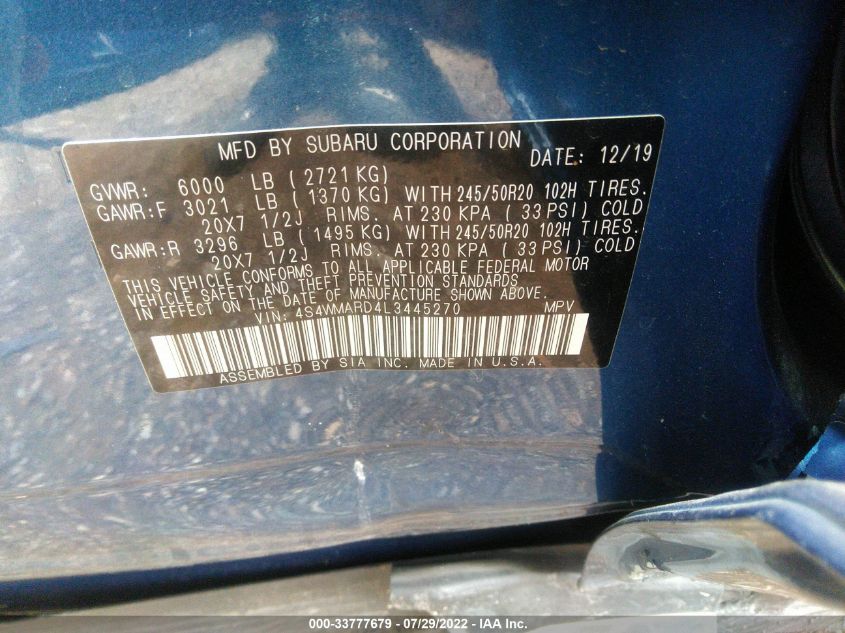 MFD BY SUBARU CORPORATION DATE: 12/19
GVWR: 6000 LB ( 2721 KG)
GAWR:F 3021 LB ( 1370 KG) WITH 245/50R20 102H TIRES.
20X7 1/2J RIMS. AT 230 KPA ( 33 PSI) COLD
GAWR:R 3296 LB ( 1495 KG) WITH 245/50R20 102H TIRES.
20X7 1/2J RIMS. AT 230 KPA ( 33 PSI) COLD
THIS VEHICLE CONFORMS TO ALL APPLICABLE FEDERAL MOTOR
VEHICLE SAFETY AND THEFT PREVENTION STANDARDS
IN EFFECT ON THE DATE OF MANUFACTURE SHOWN ABOVE.
VIN: 4S4WMARD4L3445270 MPV
ASSEMBLED BY SIA INC. MADE IN U.S.A.
000-33777679 - 07/29/2022 - IAA Inc.